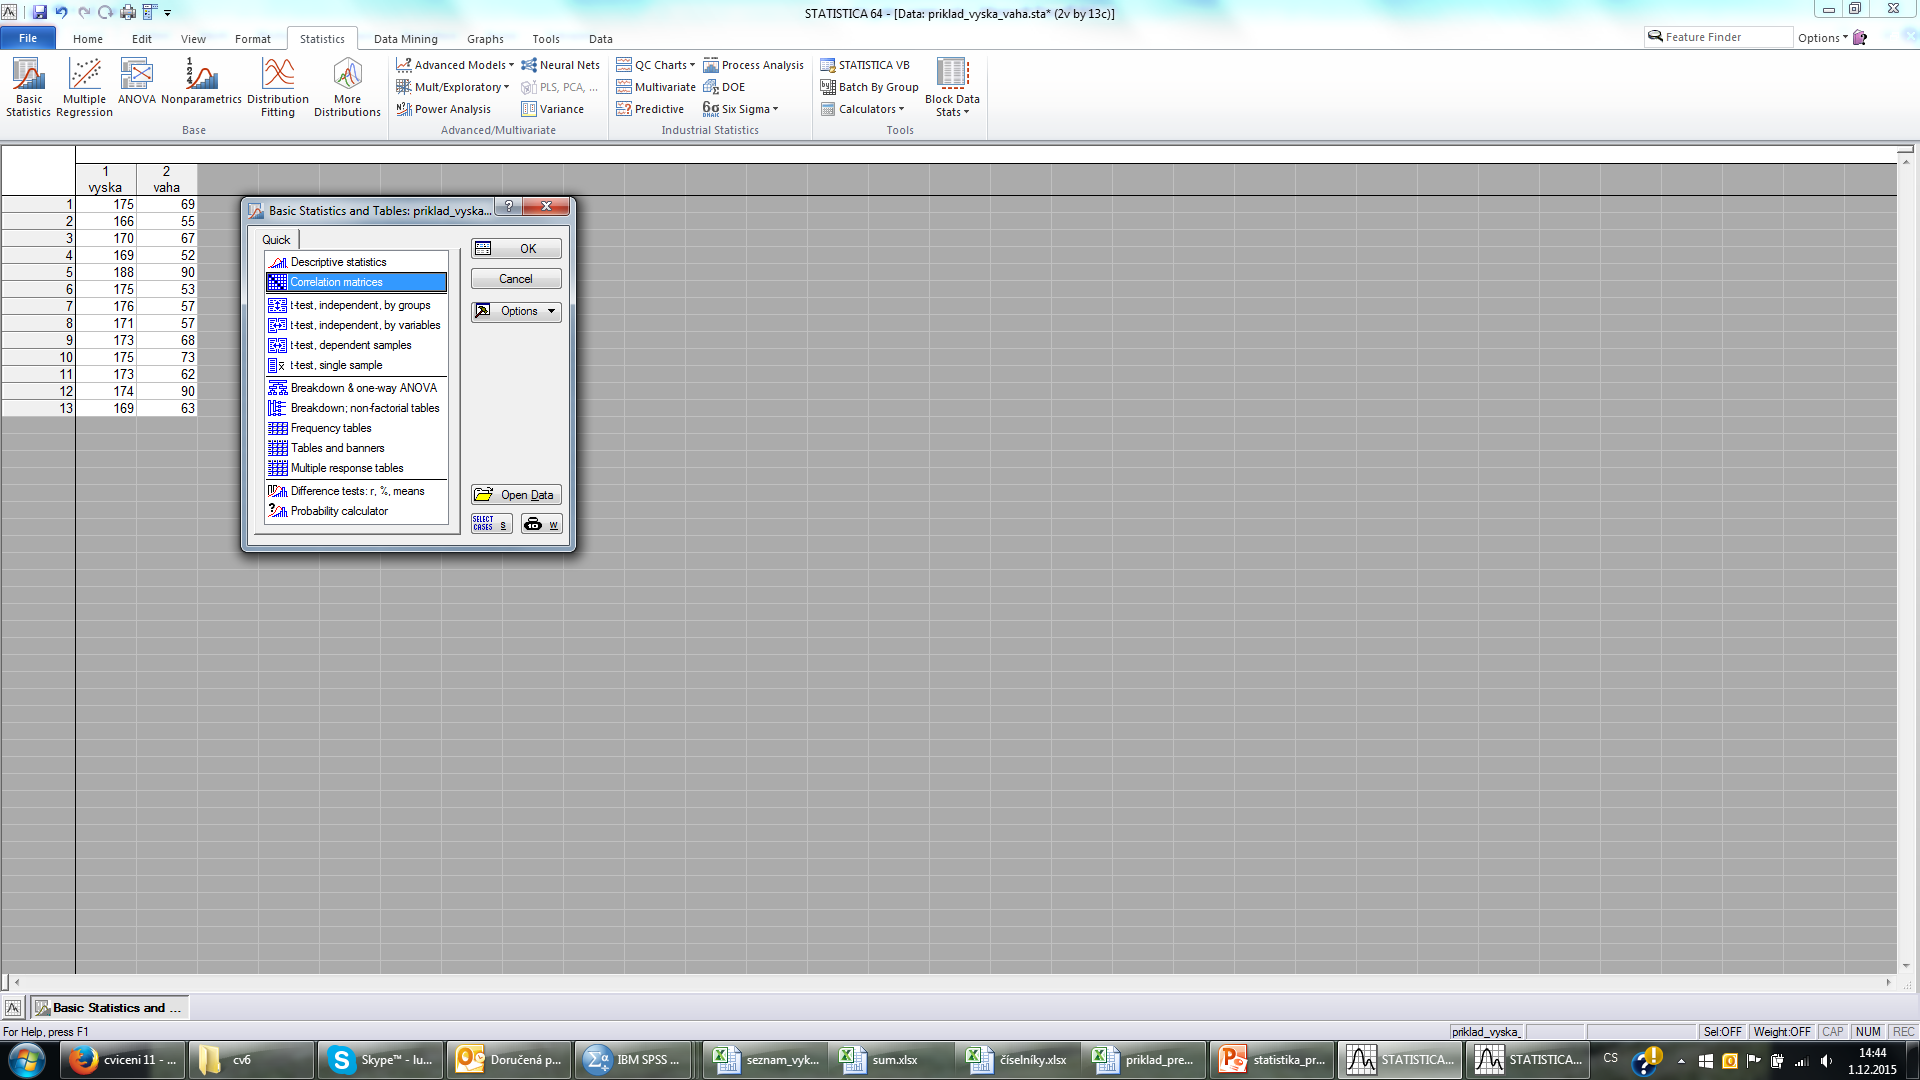 STATISTICA 64 - [Data: priklad_vyska_vaha.sta* (2v by 13c)]
File Home Edit View Format Statistics Data Mining Graphs Tools Data Feature Finder Options
Basic Statistics
Multiple Regression
ANOVA
Nonparametrics
Distribution Fitting
More Distributions
Base
Advanced Models Neural Nets
Mult/Exploratory PLS, PCA, ...
Power Analysis Variance
Advanced/Multivariate
QC Charts Process Analysis
Multivariate DOE
Predictive Six Sigma
Industrial Statistics
STATISTICA VB
Batch By Group
Calculators
Block Data Stats
Tools
1 2
vyska vaha
1 175 69
2 166 55
3 170 67
4 169 52
5 188 90
6 175 53
7 176 57
8 171 57
9 173 68
10 175 73
11 173 62
12 174 90
13 169 63
Basic Statistics and Tables: priklad_vyska...
Quick
Descriptive statistics
Correlation matrices
t-test, independent, by groups
t-test, independent, by variables
t-test, dependent samples
t-test, single sample
Breakdown & one-way ANOVA
Breakdown; non-factorial tables
Frequency tables
Tables and banners
Multiple response tables
Difference tests: r, %, means
Probability calculator
OK
Cancel
Options
Open Data
SELECT CASES S W
Basic Statistics and ...
For Help, press F1 priklad_vyska_ Sel:OFF Weight:OFF CAP NUM REC
cviceni 11 - ... cv6 Skype™ - lu... Doručená p... IBM SPSS ... seznam_vyk... sum.xlsx číselníky.xlsx priklad_pre... statistika_pr... STATISTICA... STATISTICA... CS 14:44
1.12.2015